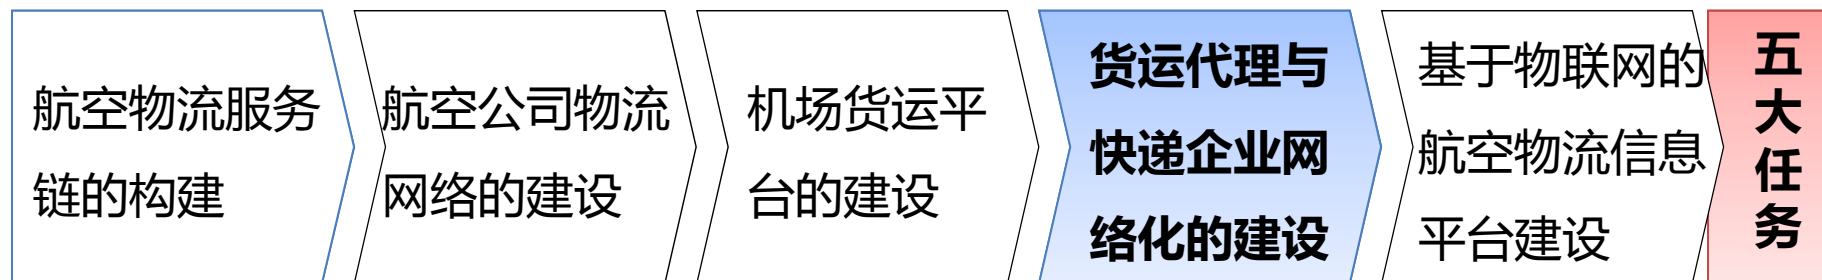 航空物流服务
链的构建
航空公司物流
网络的建设
机场货运平
台的建设
货运代理与
快递企业网
络化的建设
基于物联网的
航空物流信息
平台建设
五大任务